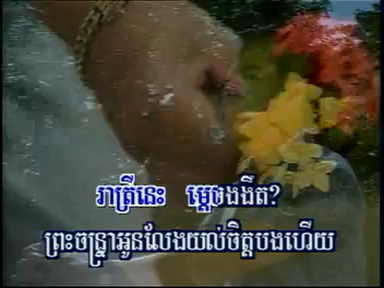 រាត្រីនេះ ម្ដេចងងឹត?
ព្រះចន្ទ្រាអូនលែងយល់ចិត្តបងហើយ